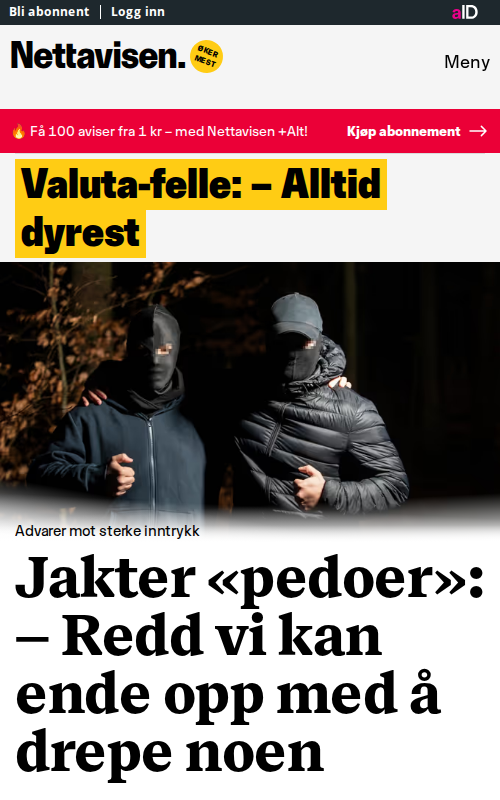 Bli abonnent | Logg inn
aID
Nettavisen.
ØKER
MEST
Meny
Få 100 aviser fra 1 kr – med Nettavisen +Alt!
Kjøp abonnement →
Valuta-felle: – Alltid
dyrest
Advarer mot sterke inntrykk
Jakter «pedoer»:
– Redd vi kan
ende opp med å
drepe noen